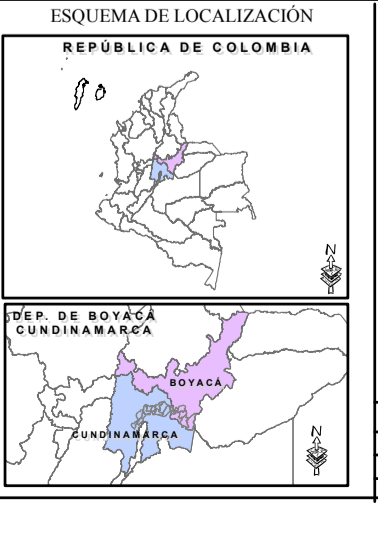 ESQUEMA DE LOCALIZACIÓN
REPÚBLICA DE COLOMBIA
N
DEP. DE BOYACÁ
CUNDINAMARCA
BOYACÁ
CUNDINAMARCA
N